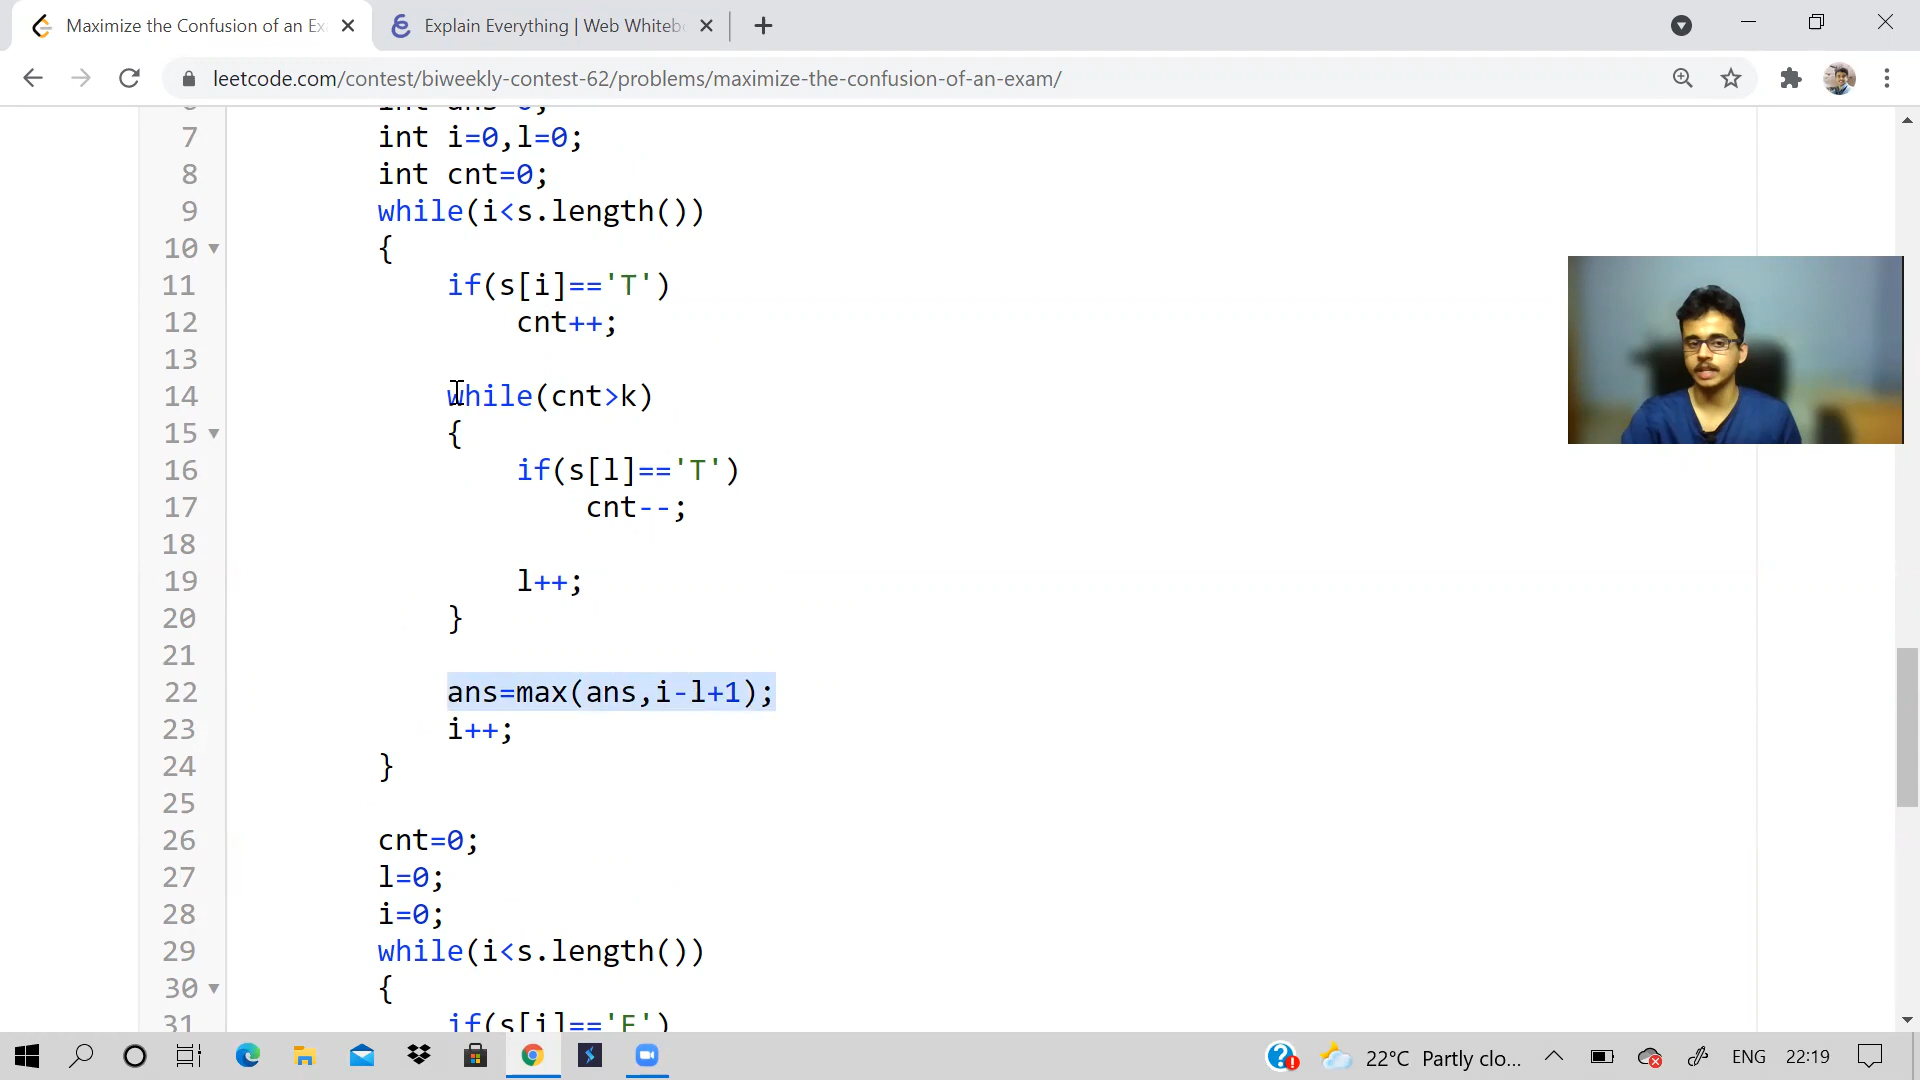 Maximize the Confusion of an Ex
Explain Everything | Web Whiteb
leetcode.com/contest/biweekly-contest-62/problems/maximize-the-confusion-of-an-exam/
7 int i=0,l=0;
8 int cnt=0;
9 while(i<s.length())
10 {
11 if(s[i]=='T')
12 cnt++;
13
14 while(cnt>k)
15 {
16 if(s[l]=='T')
17 cnt--;
18
19 l++;
20 }
21
22 ans=max(ans,i-l+1);
23 i++;
24 }
25
26 cnt=0;
27 l=0;
28 i=0;
29 while(i<s.length())
30 {
31 if(s[i]=='F')
22°C Partly clo... ENG 22:19